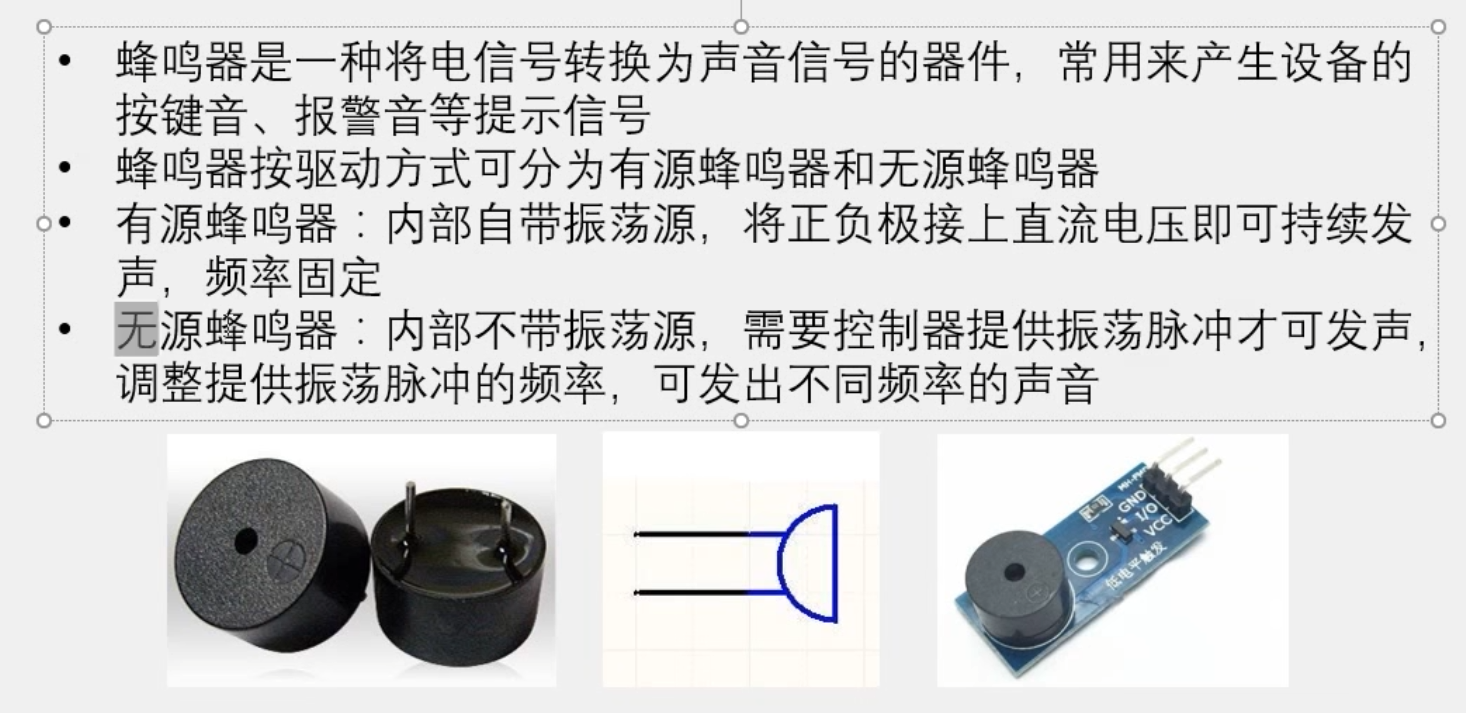 • 蜂鸣器是一种将电信号转换为声音信号的器件，常用来产生设备的
按键音、报警音等提示信号
• 蜂鸣器按驱动方式可分为有源蜂鸣器和无源蜂鸣器
• 有源蜂鸣器：内部自带振荡源，将正负极接上直流电压即可持续发
声，频率固定
• 无源蜂鸣器：内部不带振荡源，需要控制器提供振荡脉冲才可发声，
调整提供振荡脉冲的频率，可发出不同频率的声音
GND
I/O
VCC
低电平触发